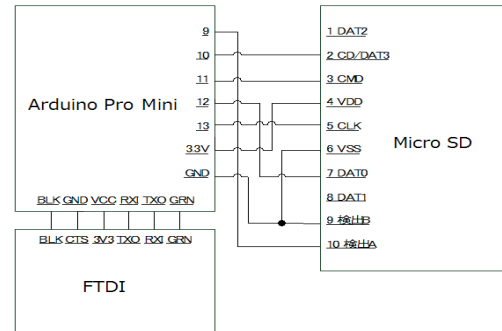 Arduino Pro Mini
9
10
11
12
13
3.3V
GND
BLK GND VCC RXI TXO GRN
BLK CTS 3V3 TXO RXI GRN
FTDI
1 DAT2
2 CD/DAT3
3 CMD
4 VDD
5 CLK
6 VSS
7 DAT0
8 DAT1
9 検出B
10 検出A
Micro SD